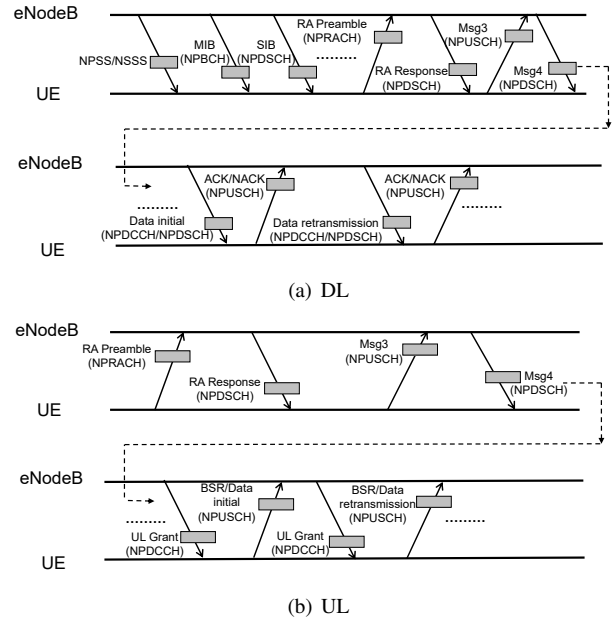 eNodeB
NPSS/NSSS
MIB
(NPBCH)
SIB
(NPDSCH)
........
RA Preamble
(NPRACH)
RA Response
(NPDSCH)
Msg3
(NPUSCH)
Msg4
(NPDSCH)
UE
eNodeB
........
Data initial
(NPDCCH/NPDSCH)
ACK/NACK
(NPUSCH)
Data retransmission
(NPDCCH/NPDSCH)
ACK/NACK
(NPUSCH)
........
UE
(a) DL
eNodeB
RA Preamble
(NPRACH)
RA Response
(NPDSCH)
Msg3
(NPUSCH)
Msg4
(NPDSCH)
UE
eNodeB
........
UL Grant
(NPDCCH)
BSR/Data
initial
(NPUSCH)
UL Grant
(NPDCCH)
BSR/Data
retransmission
(NPUSCH)
........
UE
(b) UL